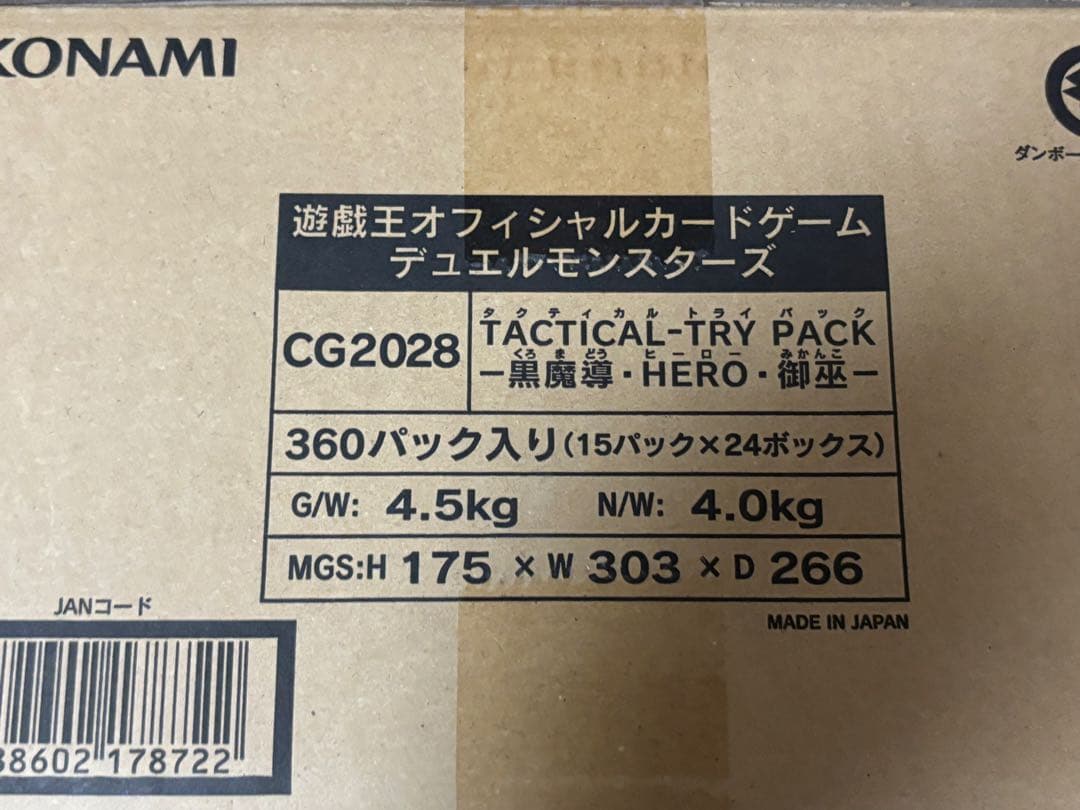 KONAMI
ダンボー
遊戯王オフィシャルカードゲーム
デュエルモンスターズ
CG2028
タクティカル トライ パック
TACTICAL-TRY PACK
くろ ま どう ヒーロー みかんこ
－黒魔導・HERO・御巫－
360パック入り(15パック×24ボックス)
G/W: 4.5kg N/W: 4.0kg
MGS:H 175 × W 303 × D 266
MADE IN JAPAN
JANコード
88602 178722